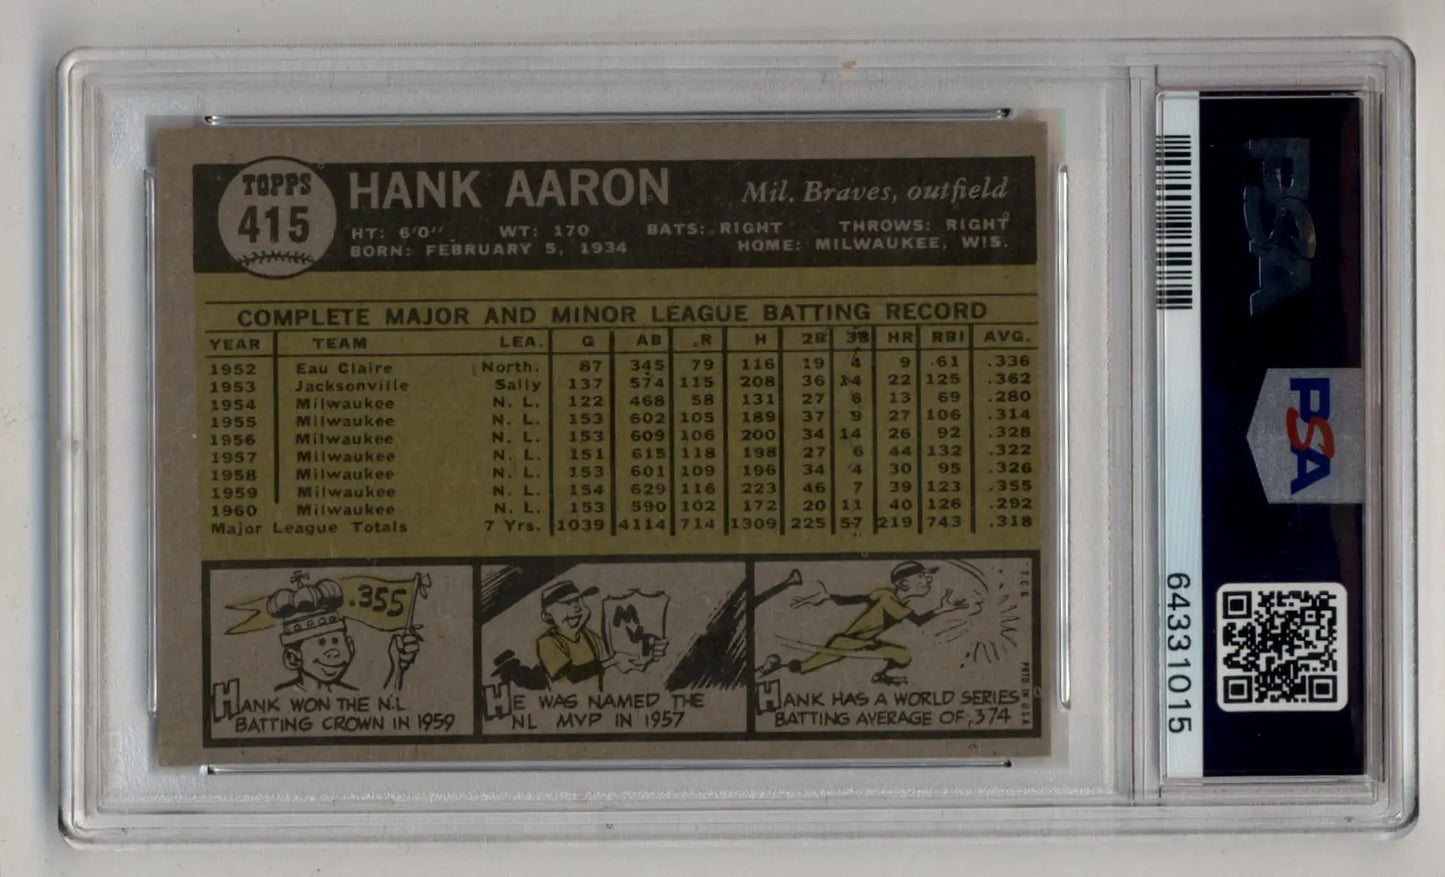 TOPPS
415
HANK AARON
Mil. Braves, outfield
HT: 6'0" WT: 170 BATS: RIGHT THROWS: RIGHT
BORN: FEBRUARY 5, 1934 HOME: MILWAUKEE, WIS.
COMPLETE MAJOR AND MINOR LEAGUE BATTING RECORD
YEAR TEAM LEA. G AB R H 2B 3B HR RBI AVG.
1952 Eau Claire North. 87 345 79 116 19 4 9 61 .336
1953 Jacksonville Sally 137 574 115 208 36 14 22 125 .362
1954 Milwaukee N. L. 122 468 58 131 27 6 13 69 .280
1955 Milwaukee N. L. 153 602 105 189 37 9 27 106 .314
1956 Milwaukee N. L. 153 609 106 200 34 14 26 92 .328
1957 Milwaukee N. L. 151 615 118 198 27 6 44 132 .322
1958 Milwaukee N. L. 153 601 109 196 34 4 30 95 .326
1959 Milwaukee N. L. 154 629 116 223 46 7 39 123 .355
1960 Milwaukee N. L. 153 590 102 172 20 11 40 126 .292
Major League Totals 7 Yrs. 1039 4114 714 1309 225 57 219 743 .318
.355
HANK WON THE N.L.
BATTING CROWN IN 1959
MVP
HE WAS NAMED THE
NL MVP IN 1957
HANK HAS A WORLD SERIES
BATTING AVERAGE OF .374
T.C.G.
PRTD. IN U.S.A.
PSA
PSA
64331015